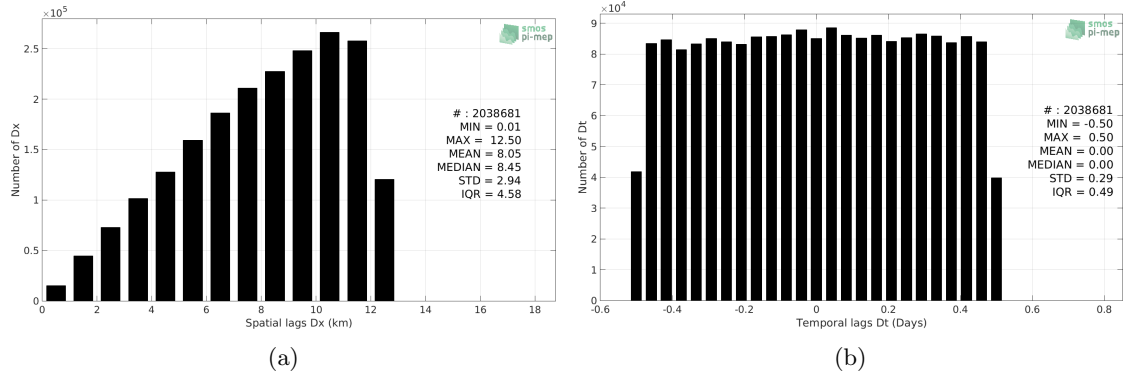 ×10⁵
2.5
2
1.5
1
0.5
0
Number of Dx
smos
pi-mep
# : 2038681
MIN = 0.01
MAX = 12.50
MEAN = 8.05
MEDIAN = 8.45
STD = 2.94
IQR = 4.58
0 2 4 6 8 10 12 14 16 18
Spatial lags Dx (km)
(a)
×10⁴
9
8
7
6
5
4
3
2
1
0
Number of Dt
smos
pi-mep
# : 2038681
MIN = -0.50
MAX = 0.50
MEAN = 0.00
MEDIAN = 0.00
STD = 0.29
IQR = 0.49
-0.6 -0.4 -0.2 0 0.2 0.4 0.6 0.8
Temporal lags Dt (Days)
(b)